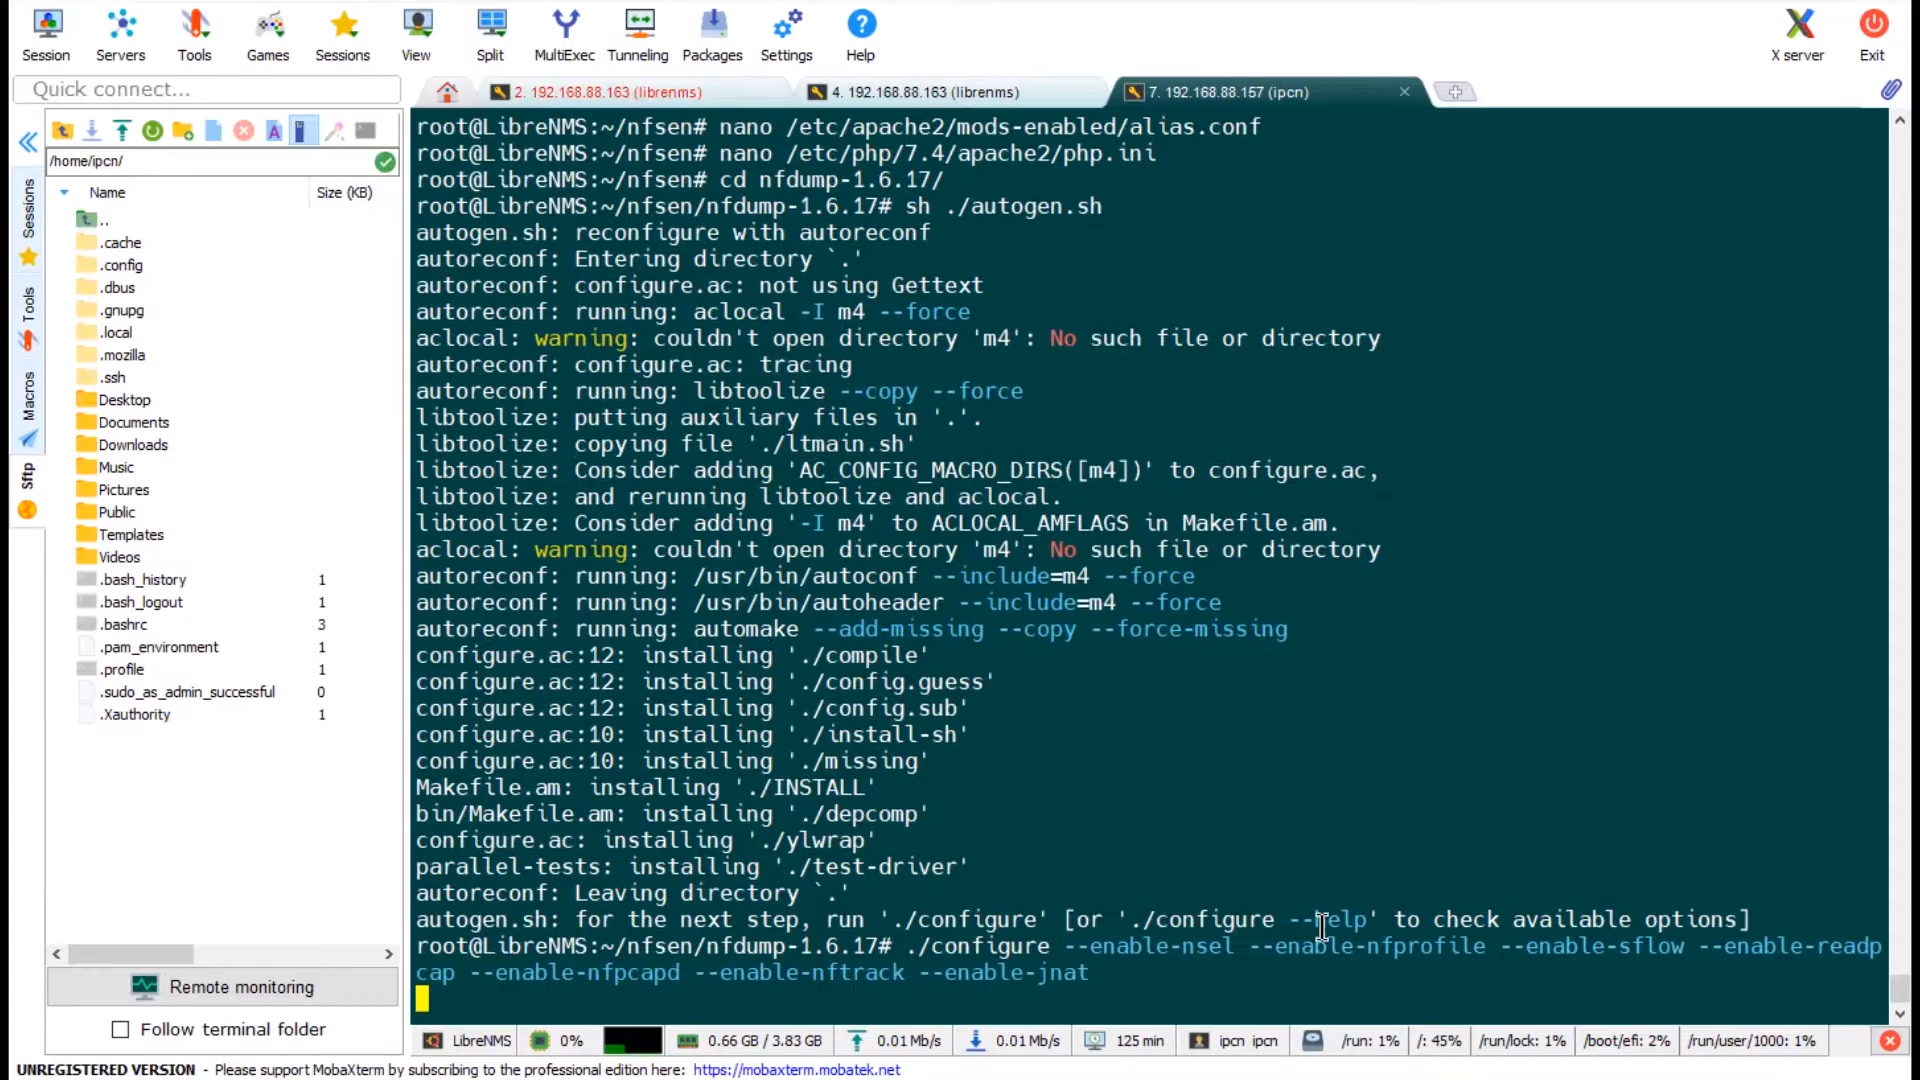 Session
Servers
Tools
Games
Sessions
View
Split
MultiExec
Tunneling
Packages
Settings
Help
X server
Exit
Quick connect...
2. 192.168.88.163 (librenms)
4. 192.168.88.163 (librenms)
7. 192.168.88.157 (ipcn)
Sessions
Tools
Macros
Sftp
/home/ipcn/
Name
Size (KB)
..
.cache
.config
.dbus
.gnupg
.local
.mozilla
.ssh
Desktop
Documents
Downloads
Music
Pictures
Public
Templates
Videos
.bash_history 1
.bash_logout 1
.bashrc 3
.pam_environment 1
.profile 1
.sudo_as_admin_successful 0
.Xauthority 1
Remote monitoring
Follow terminal folder
root@LibreNMS:~/nfsen# nano /etc/apache2/mods-enabled/alias.conf
root@LibreNMS:~/nfsen# nano /etc/php/7.4/apache2/php.ini
root@LibreNMS:~/nfsen# cd nfdump-1.6.17/
root@LibreNMS:~/nfsen/nfdump-1.6.17# sh ./autogen.sh
autogen.sh: reconfigure with autoreconf
autoreconf: Entering directory `.'
autoreconf: configure.ac: not using Gettext
autoreconf: running: aclocal -I m4 --force
aclocal: warning: couldn't open directory 'm4': No such file or directory
autoreconf: configure.ac: tracing
autoreconf: running: libtoolize --copy --force
libtoolize: putting auxiliary files in '.'.
libtoolize: copying file './ltmain.sh'
libtoolize: Consider adding 'AC_CONFIG_MACRO_DIRS([m4])' to configure.ac,
libtoolize: and rerunning libtoolize and aclocal.
libtoolize: Consider adding '-I m4' to ACLOCAL_AMFLAGS in Makefile.am.
aclocal: warning: couldn't open directory 'm4': No such file or directory
autoreconf: running: /usr/bin/autoconf --include=m4 --force
autoreconf: running: /usr/bin/autoheader --include=m4 --force
autoreconf: running: automake --add-missing --copy --force-missing
configure.ac:12: installing './compile'
configure.ac:12: installing './config.guess'
configure.ac:12: installing './config.sub'
configure.ac:10: installing './install-sh'
configure.ac:10: installing './missing'
Makefile.am: installing './INSTALL'
bin/Makefile.am: installing './depcomp'
configure.ac: installing './ylwrap'
parallel-tests: installing './test-driver'
autoreconf: Leaving directory `.'
autogen.sh: for the next step, run './configure' [or './configure --help' to check available options]
root@LibreNMS:~/nfsen/nfdump-1.6.17# ./configure --enable-nsel --enable-nfprofile --enable-sflow --enable-readp
cap --enable-nfpcapd --enable-nftrack --enable-jnat
LibreNMS
0%
0.66 GB / 3.83 GB
0.01 Mb/s
0.01 Mb/s
125 min
ipcn ipcn
/run: 1%
/: 45%
/run/lock: 1%
/boot/efi: 2%
/run/user/1000: 1%
UNREGISTERED VERSION - Please support MobaXterm by subscribing to the professional edition here: https://mobaxterm.mobatek.net